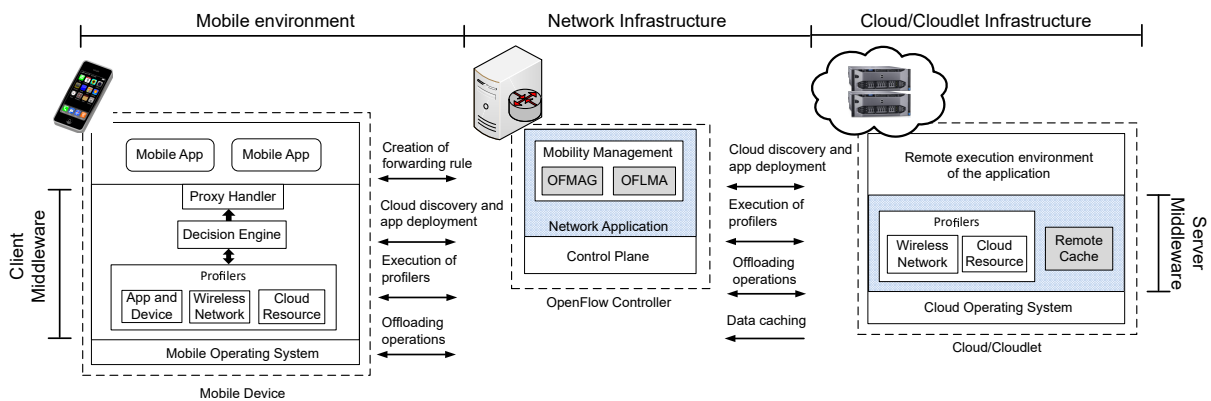 Mobile environment
Network Infrastructure
Cloud/Cloudlet Infrastructure
Mobile App
Mobile App
Proxy Handler
Decision Engine
Profilers
App and
Device
Wireless
Network
Cloud
Resource
Mobile Operating System
Mobile Device
Client
Middleware
Creation of
forwarding rule
Cloud discovery and
app deployment
Execution of
profilers
Offloading
operations
Mobility Management
OFMAG
OFLMA
Network Application
Control Plane
OpenFlow Controller
Cloud discovery and
app deployment
Execution of
profilers
Offloading
operations
Data caching
Remote execution environment
of the application
Profilers
Wireless
Network
Cloud
Resource
Remote
Cache
Cloud Operating System
Cloud/Cloudlet
Server
Middleware